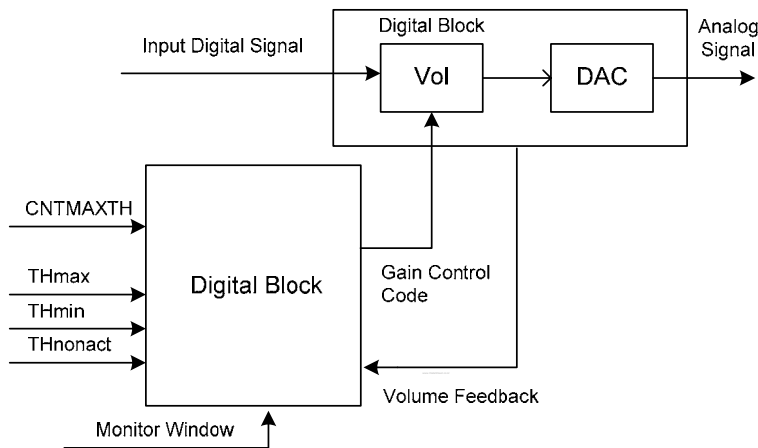 Digital Block
Analog
Signal
Input Digital Signal
Vol
DAC
CNTMAXTH
THmax
THmin
THnonact
Digital Block
Gain Control
Code
Volume Feedback
Monitor Window